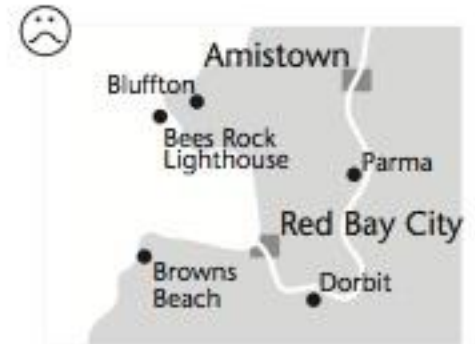 Amistown
Bluffton
Bees Rock
Lighthouse
Parma
Red Bay City
Browns
Beach
Dorbit